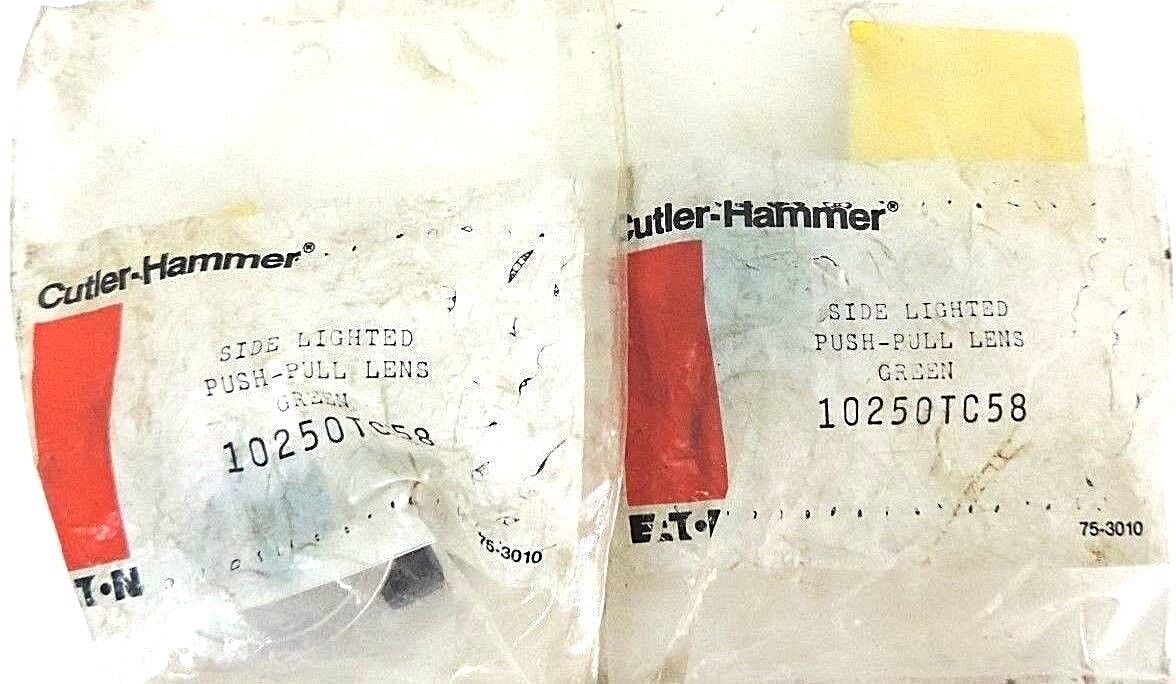 Cutler-Hammer®
SIDE LIGHTED
PUSH-PULL LENS
GREEN
10250TC58
75-3010
T•N
Cutler-Hammer®
SIDE LIGHTED
PUSH-PULL LENS
GREEN
10250TC58
EAT•N
75-3010